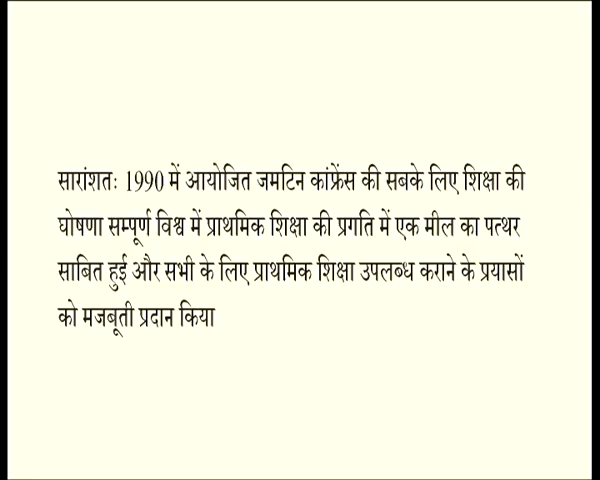 सारांशतः 1990 में आयोजित जमटिन कांफ्रेंस की सबके लिए शिक्षा की
घोषणा सम्पूर्ण विश्व में प्राथमिक शिक्षा की प्रगति में एक मील का पत्थर
साबित हुई और सभी के लिए प्राथमिक शिक्षा उपलब्ध कराने के प्रयासों
को मजबूती प्रदान किया